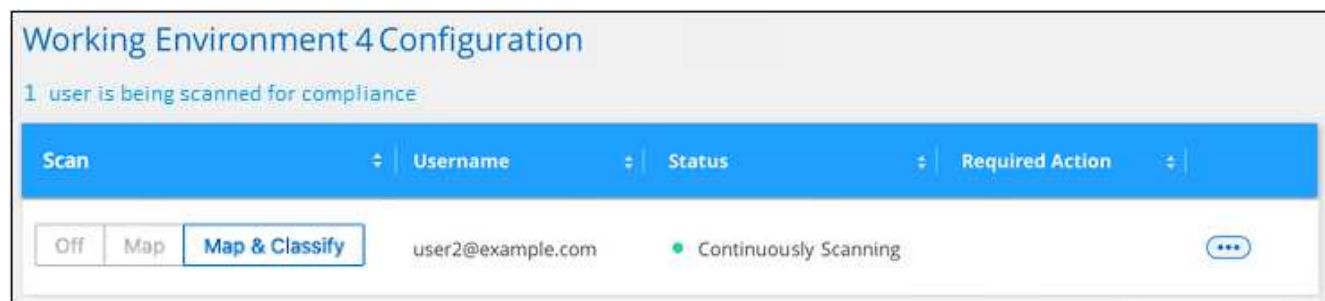 Working Environment 4 Configuration
1 user is being scanned for compliance
Scan Username Status Required Action
Off Map Map & Classify user2@example.com Continuously Scanning